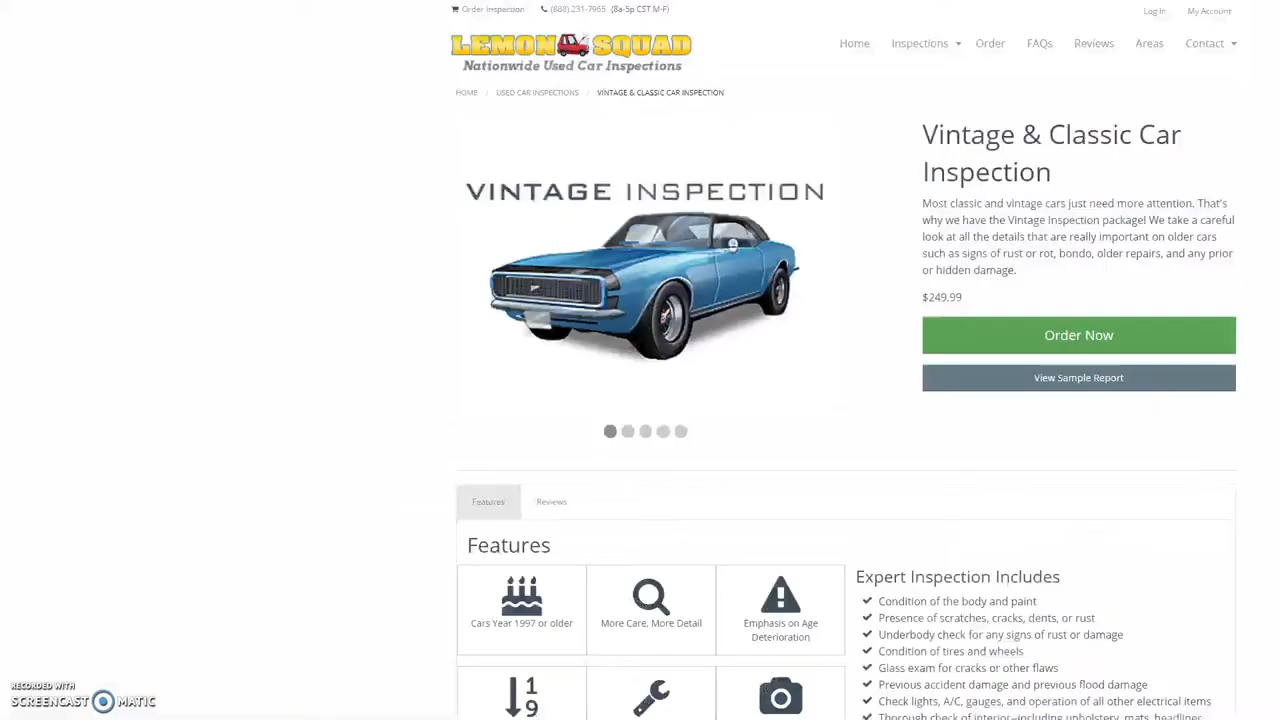 Order Inspection (888) 231-7965 (8a-5p CST M-F)
Log In My Account
LEMON SQUAD
Nationwide Used Car Inspections
Home Inspections Order FAQs Reviews Areas Contact
HOME / USED CAR INSPECTIONS / VINTAGE & CLASSIC CAR INSPECTION
VINTAGE INSPECTION
Vintage & Classic Car
Inspection
Most classic and vintage cars just need more attention. That's
why we have the Vintage Inspection package! We take a careful
look at all the details that are really important on older cars
such as signs of rust or rot, bondo, older repairs, and any prior
or hidden damage.
$249.99
Order Now
View Sample Report
Features Reviews
Features
Cars Year 1997 or older
More Care, More Detail
Emphasis on Age
Deterioration
1
9
Expert Inspection Includes
Condition of the body and paint
Presence of scratches, cracks, dents, or rust
Underbody check for any signs of rust or damage
Condition of tires and wheels
Glass exam for cracks or other flaws
Previous accident damage and previous flood damage
Check lights, A/C, gauges, and operation of all other electrical items
Thorough check of interior—including upholstery, mats, headliner,
RECORDED WITH
SCREENCAST MATIC